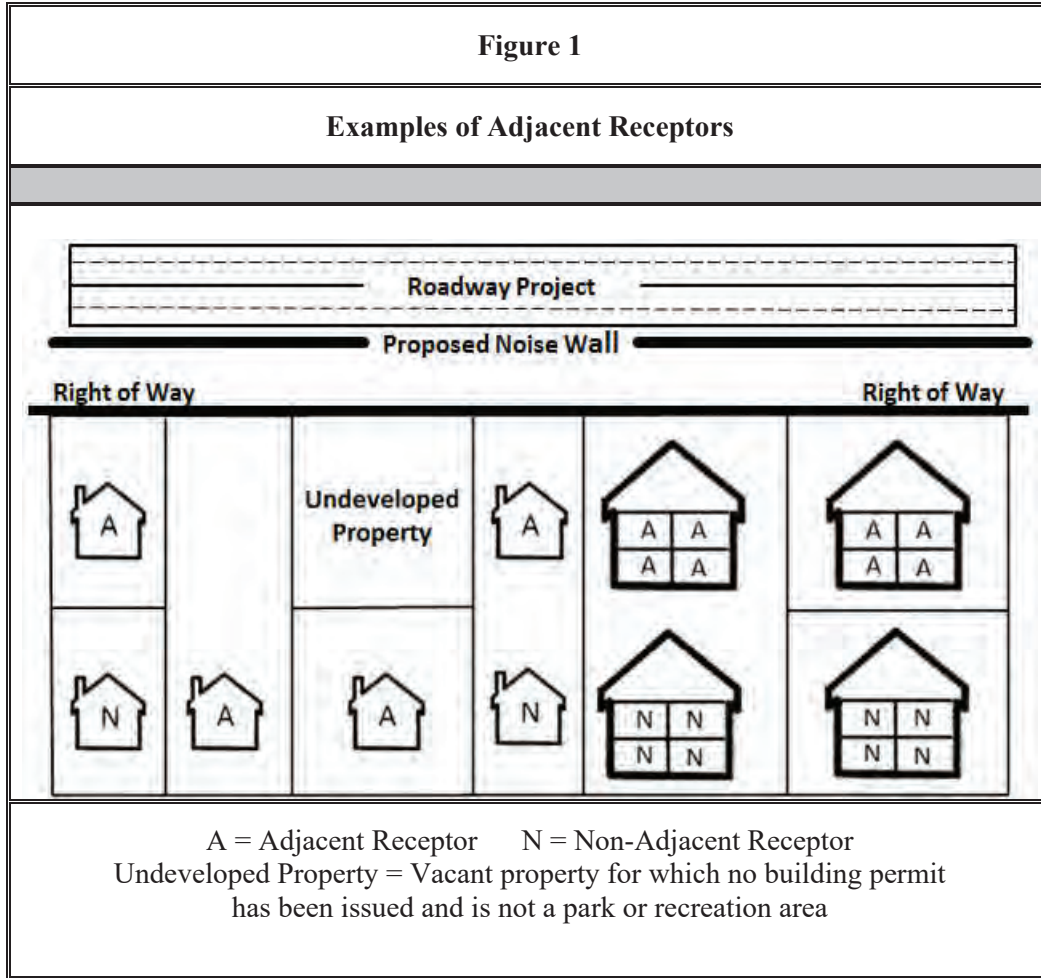 Figure 1
Examples of Adjacent Receptors
Roadway Project
Proposed Noise Wall
Right of Way Right of Way
A Undeveloped Property A A A A A
A A A A
N A A N N N N N
N N N N
A = Adjacent Receptor N = Non-Adjacent Receptor
Undeveloped Property = Vacant property for which no building permit
has been issued and is not a park or recreation area